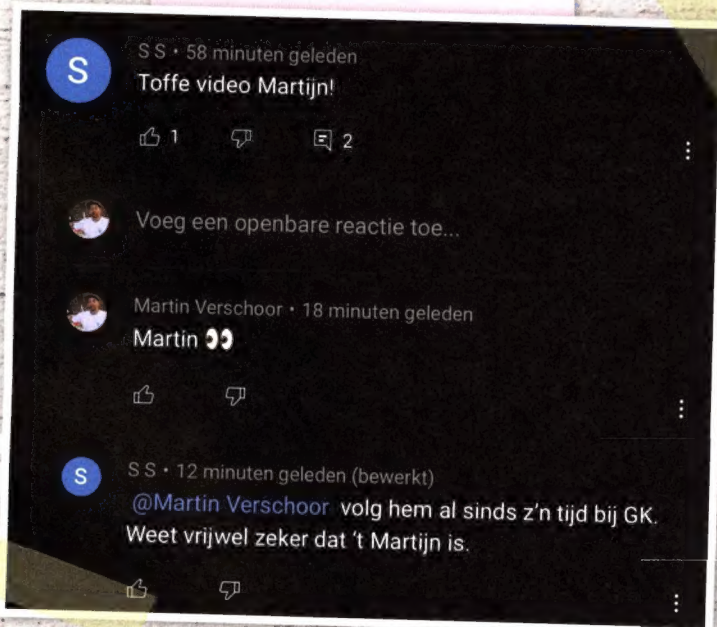 S
S S • 58 minuten geleden
Toffe video Martijn!
1
2
Voeg een openbare reactie toe...
Martin Verschoor • 18 minuten geleden
Martin 👀
S
S S • 12 minuten geleden (bewerkt)
@Martin Verschoor volg hem al sinds z'n tijd bij GK.
Weet vrijwel zeker dat 't Martijn is.